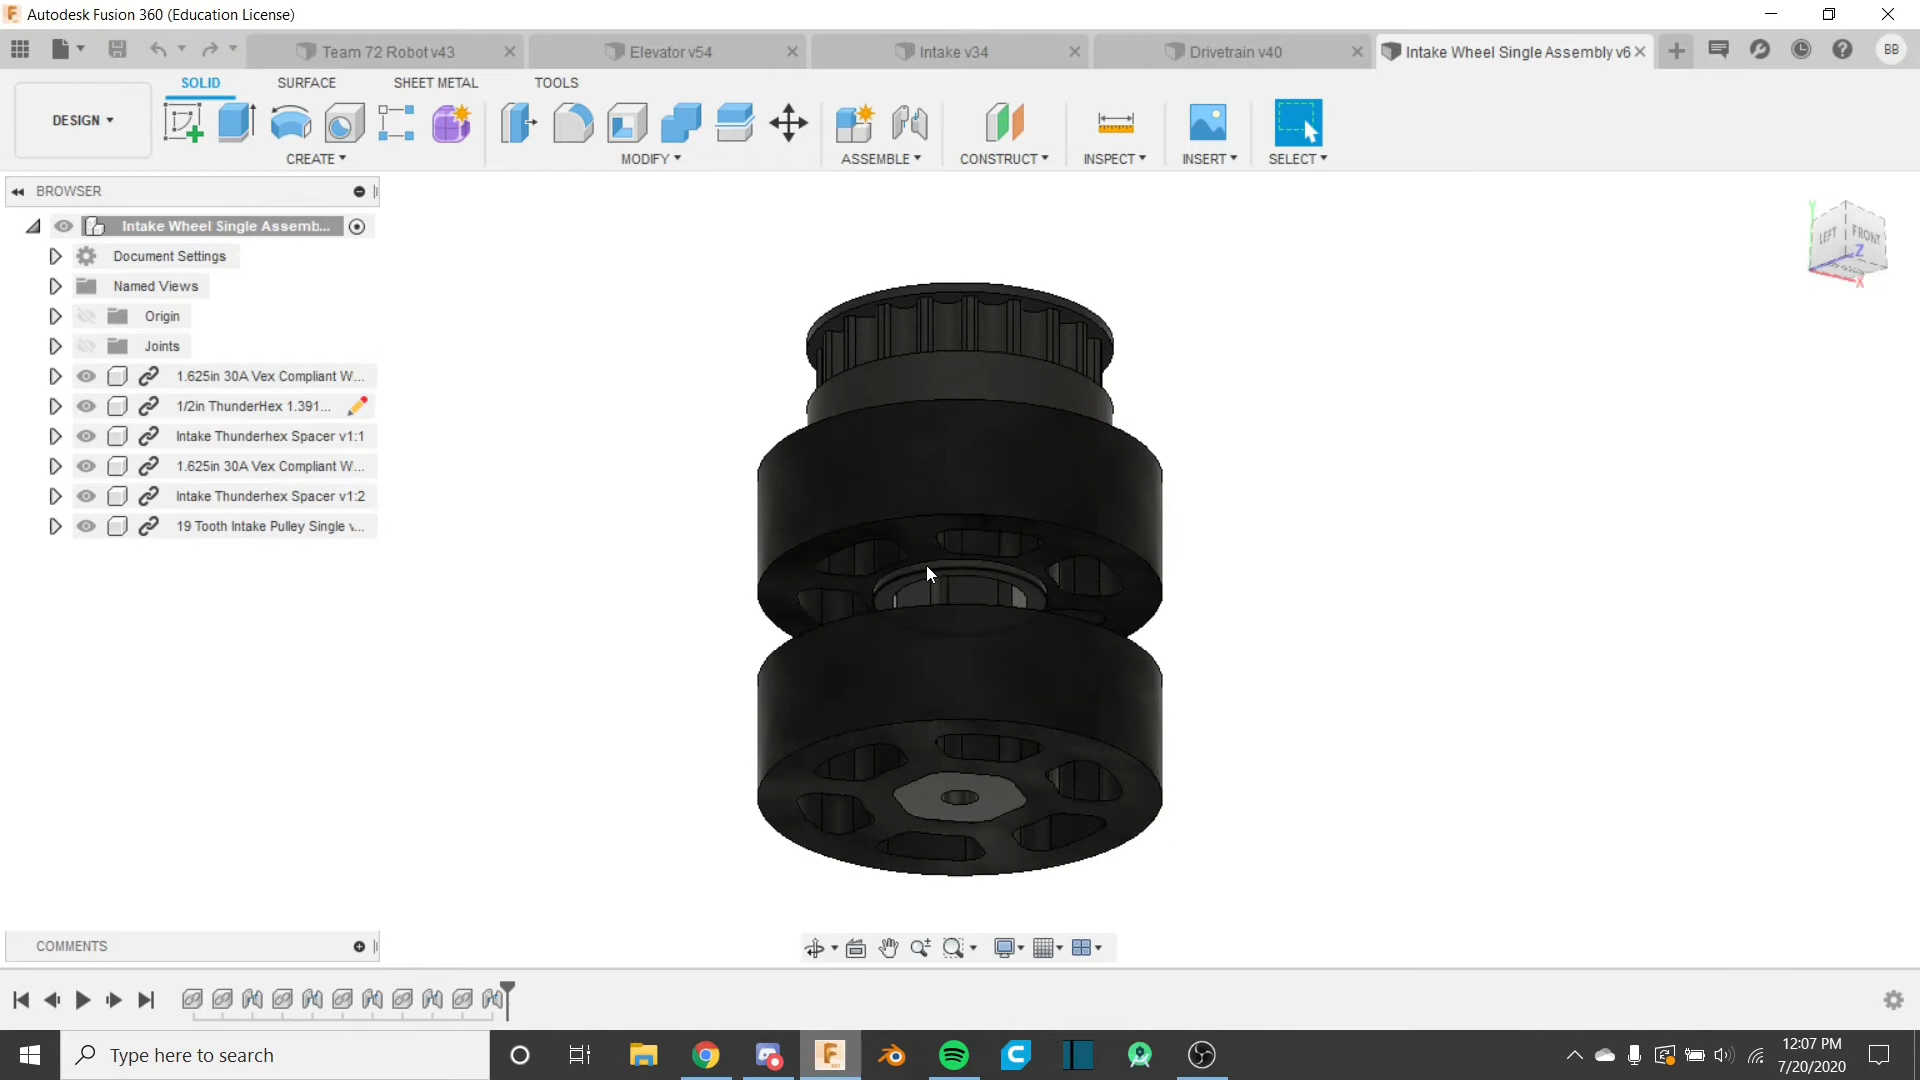 Autodesk Fusion 360 (Education License)
Team 72 Robot v43
Elevator v54
Intake v34
Drivetrain v40
Intake Wheel Single Assembly v6
BB
SOLID
SURFACE
SHEET METAL
TOOLS
DESIGN
CREATE
MODIFY
ASSEMBLE
CONSTRUCT
INSPECT
INSERT
SELECT
BROWSER
Intake Wheel Single Assemb...
Document Settings
Named Views
Origin
Joints
1.625in 30A Vex Compliant W...
1/2in ThunderHex 1.391...
Intake Thunderhex Spacer v1:1
1.625in 30A Vex Compliant W...
Intake Thunderhex Spacer v1:2
19 Tooth Intake Pulley Single v...
Y
LEFT
FRONT
Z
X
COMMENTS
Type here to search
12:07 PM
7/20/2020